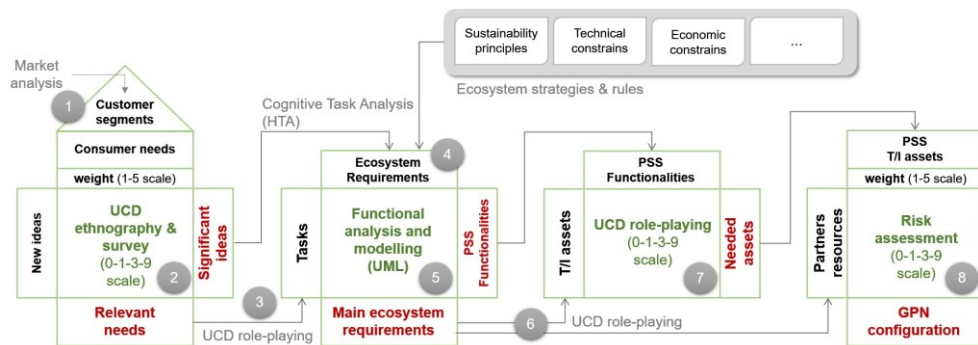 Sustainability
principles
Technical
constrains
Economic
constrains
...
Ecosystem strategies & rules
Market
analysis
1
Customer
segments
Consumer needs
weight (1-5 scale)
New ideas
UCD
ethnography &
survey
(0-1-3-9
scale)
2
Significant
ideas
Relevant
needs
3
UCD role-playing
Cognitive Task Analysis
(HTA)
4
Ecosystem
Requirements
Tasks
Functional
analysis and
modelling
(UML)
5
PSS
Functionalities
Main ecosystem
requirements
6
UCD role-playing
PSS
Functionalities
T/I assets
UCD role-playing
(0-1-3-9
scale)
7
Needed
assets
PSS
T/I assets
weight (1-5 scale)
Partners
resources
Risk
assessment
(0-1-3-9
scale)
8
GPN
configuration